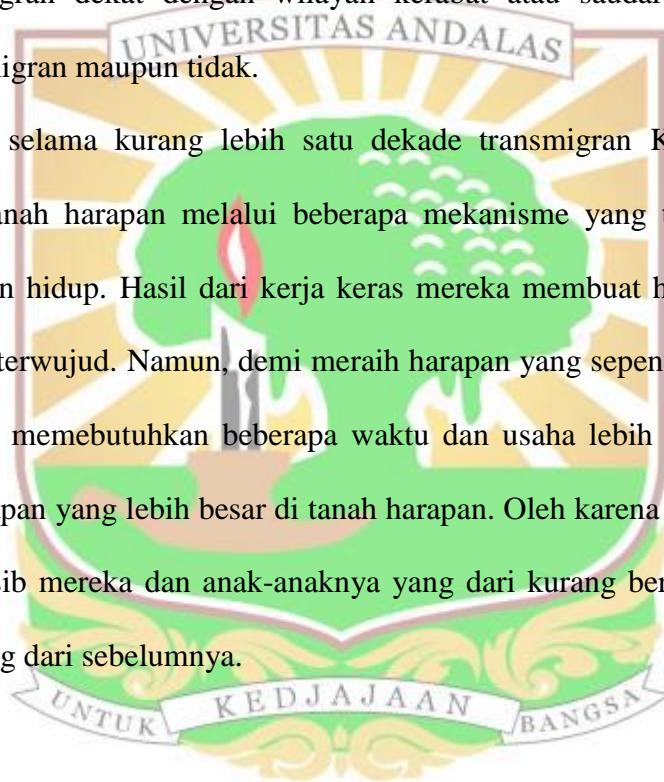 dekat dengan wilayah kerabat atau saudar
UNIVERSITAS ANDALAS
migran maupun tidak.
selama kurang lebih satu dekade transmigran K
anah harapan melalui beberapa mekanisme yang t
n hidup. Hasil dari kerja keras mereka membuat h
terwujud. Namun, demi meraih harapan yang sepen
memebutuhkan beberapa waktu dan usaha lebih
pan yang lebih besar di tanah harapan. Oleh karena
sib mereka dan anak-anaknya yang dari kurang ber
g dari sebelumnya.
UNTUK KEDJAJAAN BANGSA